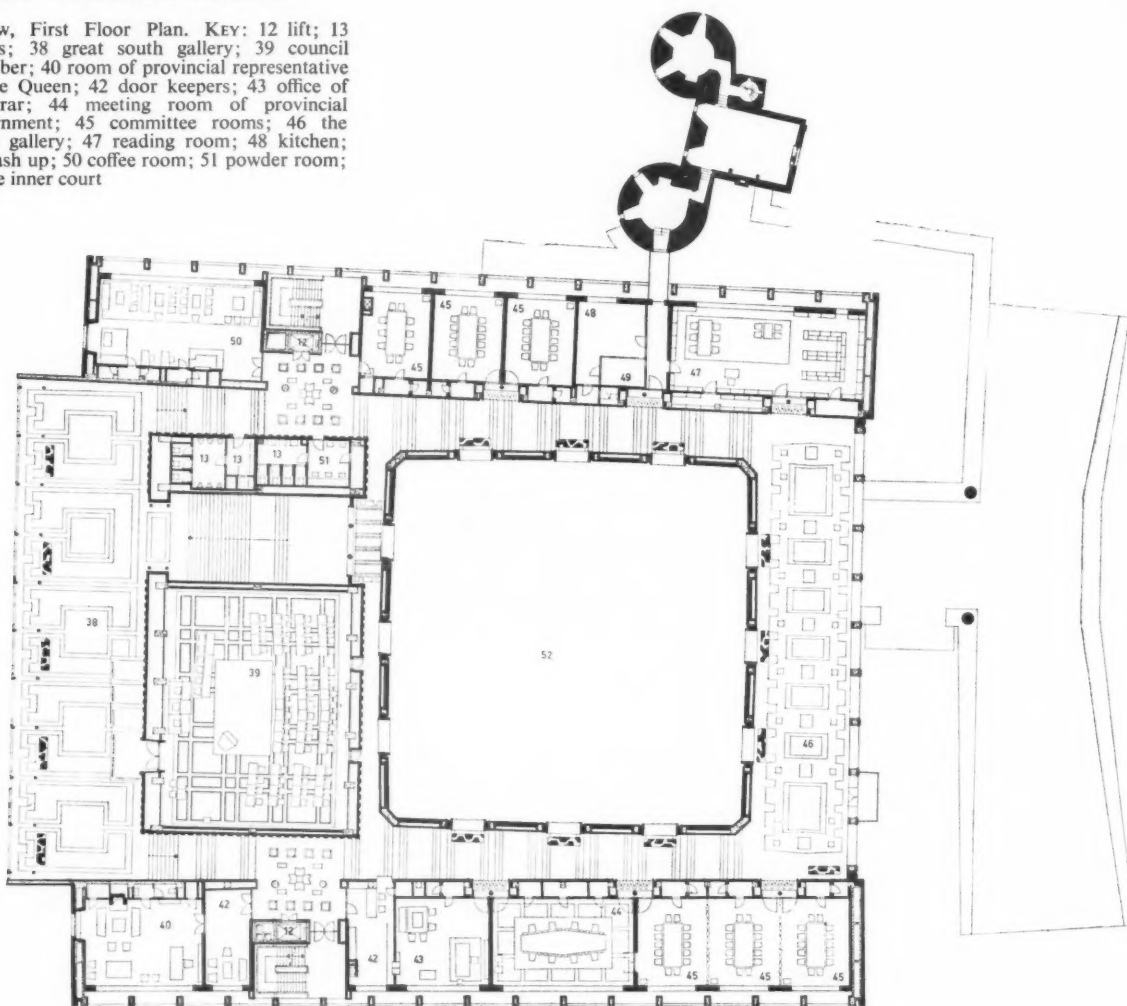 w, First Floor Plan. KEY: 12 lift; 13
s; 38 great south gallery; 39 council
ber; 40 room of provincial representative
e Queen; 42 door keepers; 43 office of
rar; 44 meeting room of provincial
rnment; 45 committee rooms; 46 the
gallery; 47 reading room; 48 kitchen;
ash up; 50 coffee room; 51 powder room;
e inner court
50
12
45
45
45
48
49
47
13
13
13
51
38
39
52
46
40
42
12
42
43
44
45
45
45